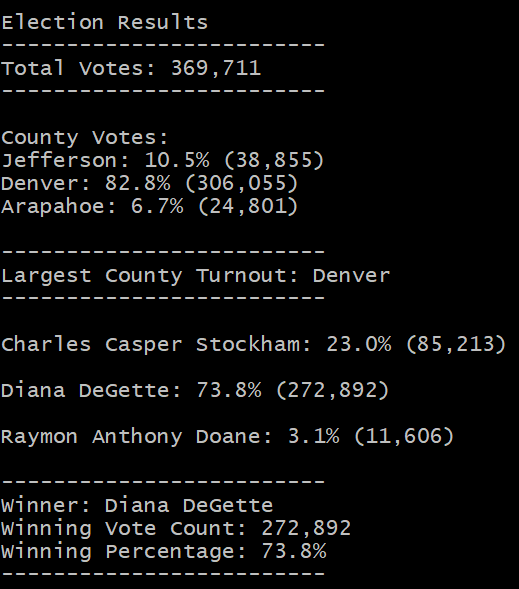 Election Results
-------------------------
Total Votes: 369,711
-------------------------
County Votes:
Jefferson: 10.5% (38,855)
Denver: 82.8% (306,055)
Arapahoe: 6.7% (24,801)
-------------------------
Largest County Turnout: Denver
-------------------------
Charles Casper Stockham: 23.0% (85,213)
Diana DeGette: 73.8% (272,892)
Raymon Anthony Doane: 3.1% (11,606)
-------------------------
Winner: Diana DeGette
Winning Vote Count: 272,892
Winning Percentage: 73.8%
-------------------------